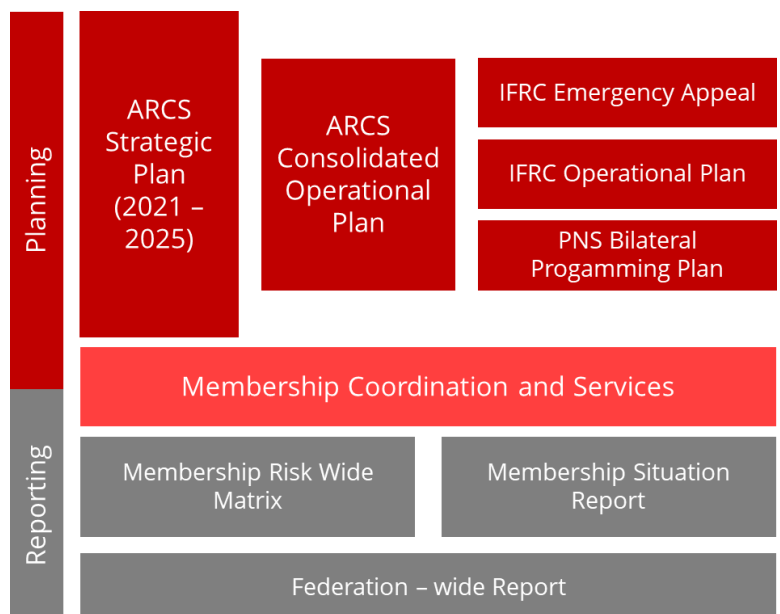 Planning
ARCS
Strategic
Plan
(2021 –
2025)
ARCS
Consolidated
Operational
Plan
IFRC Emergency Appeal
IFRC Operational Plan
PNS Bilateral
Progamming Plan
Membership Coordination and Services
Reporting
Membership Risk Wide
Matrix
Membership Situation
Report
Federation – wide Report